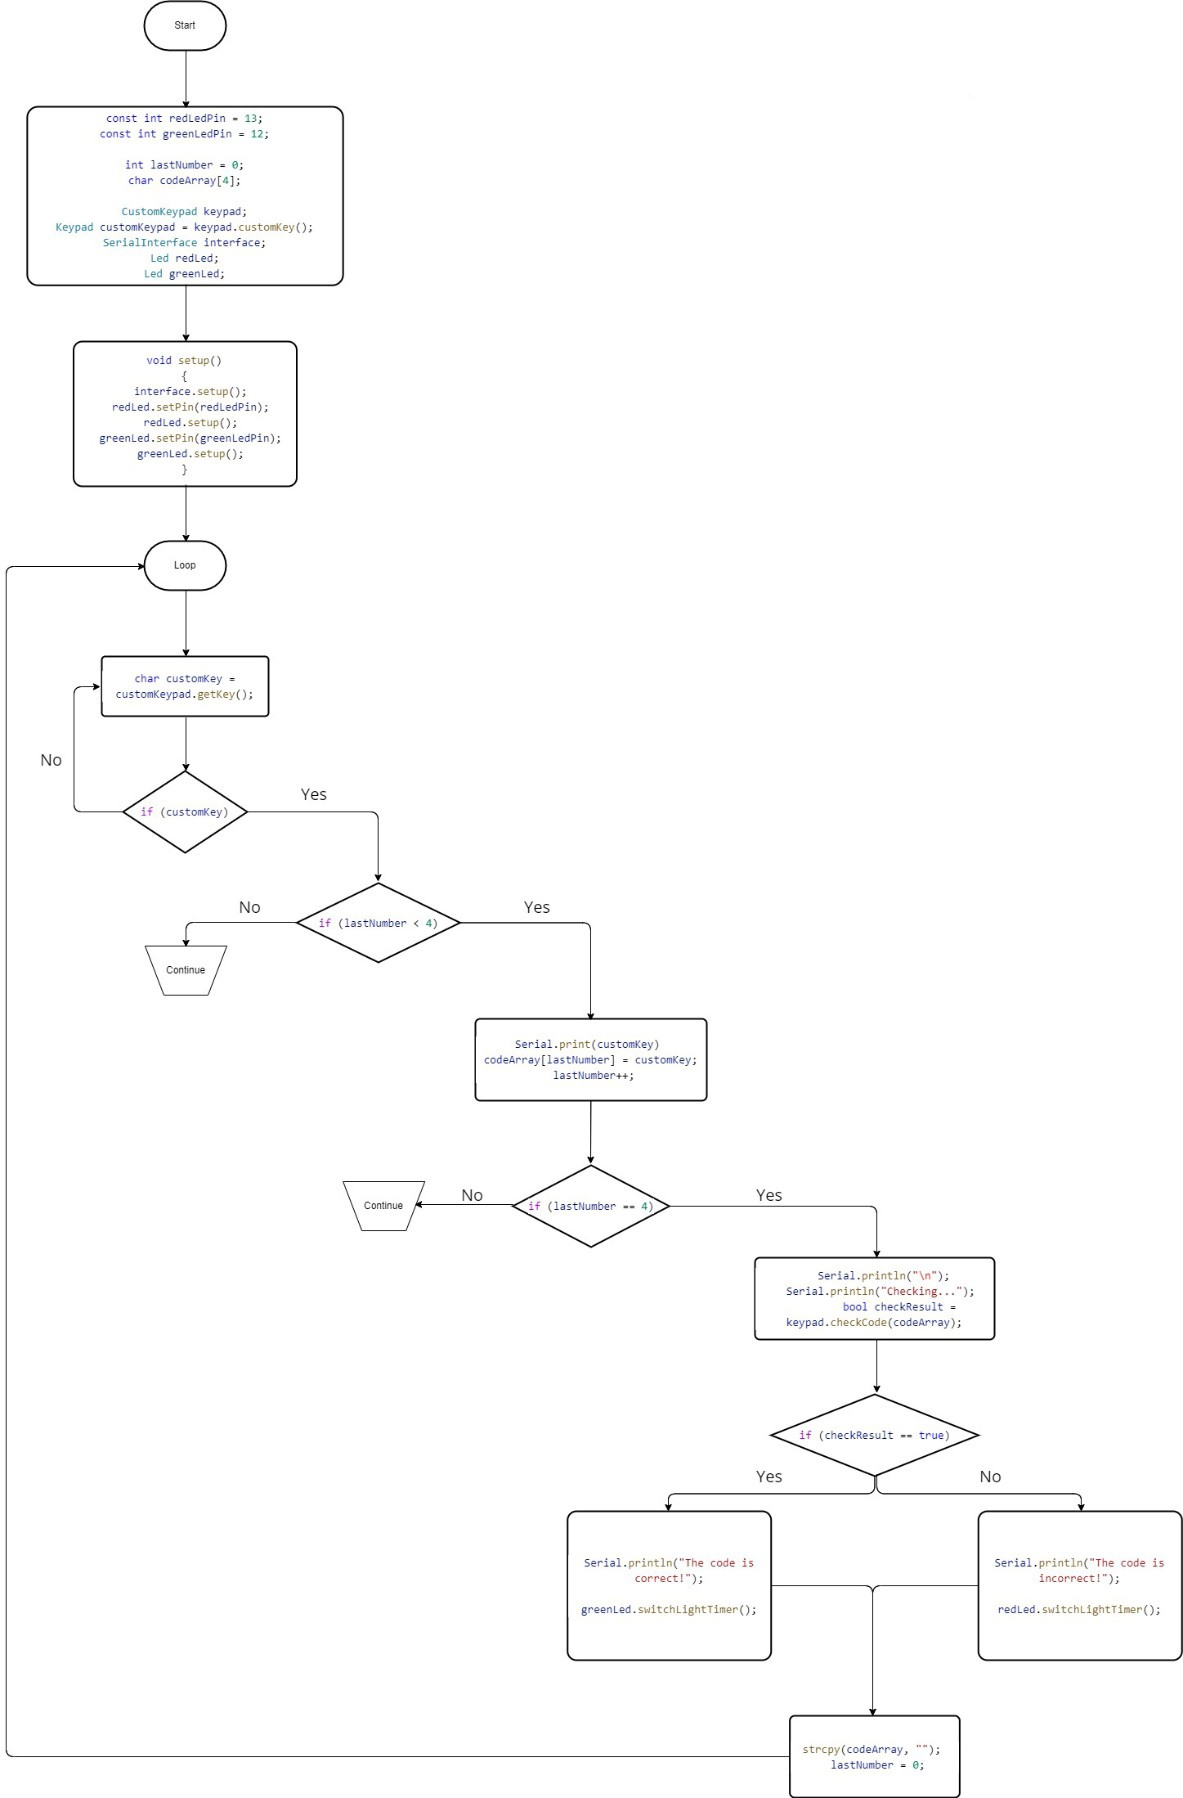 Start
const int redLedPin = 13;
const int greenLedPin = 12;
int lastNumber = 0;
char codeArray[4];
CustomKeypad keypad;
Keypad customKeypad = keypad.customKey();
SerialInterface interface;
Led redLed;
Led greenLed;
void setup()
{
interface.setup();
redLed.setPin(redLedPin);
redLed.setup();
greenLed.setPin(greenLedPin);
greenLed.setup();
}
Loop
char customKey =
customKeypad.getKey();
No
if (customKey)
Yes
No
if (lastNumber < 4)
Yes
Continue
Serial.print(customKey)
codeArray[lastNumber] = customKey;
lastNumber++;
Continue
No
if (lastNumber == 4)
Yes
Serial.println("\n");
Serial.println("Checking...");
bool checkResult =
keypad.checkCode(codeArray);
if (checkResult == true)
Yes
No
Serial.println("The code is
correct!");
greenLed.switchLightTimer();
Serial.println("The code is
incorrect!");
redLed.switchLightTimer();
strcpy(codeArray, "");
lastNumber = 0;